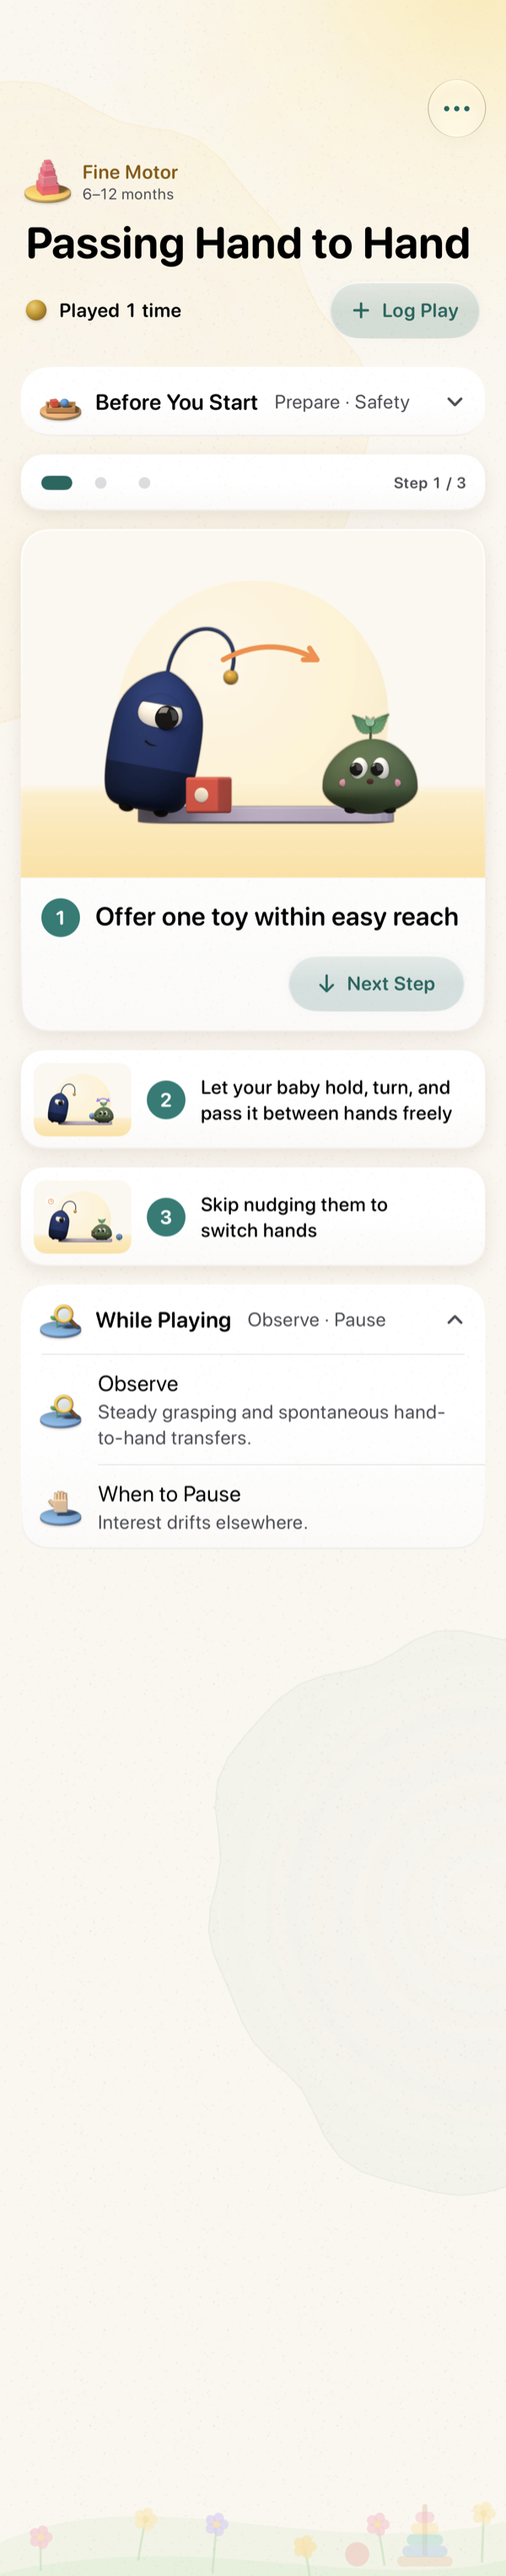 Fine Motor
6–12 months
Passing Hand to Hand
Played 1 time
Log Play
Before You Start Prepare · Safety
Step 1 / 3
1 Offer one toy within easy reach
Next Step
2 Let your baby hold, turn, and
pass it between hands freely
3 Skip nudging them to
switch hands
While Playing Observe · Pause
Observe
Steady grasping and spontaneous hand-
to-hand transfers.
When to Pause
Interest drifts elsewhere.